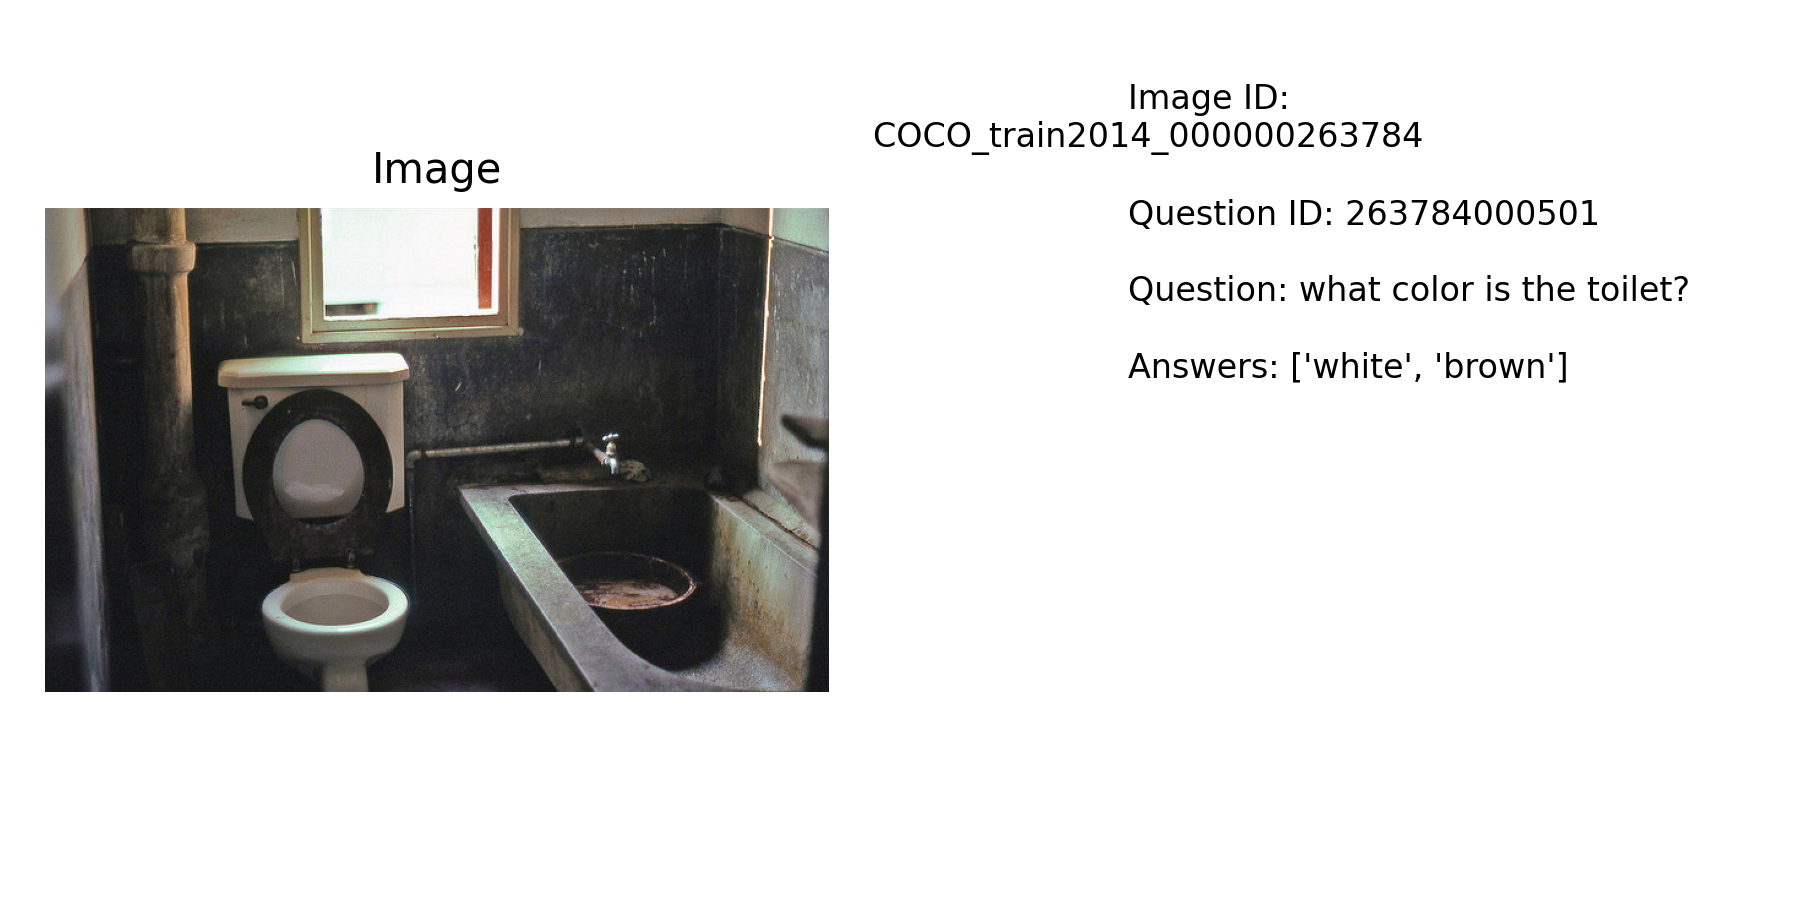 Image
Image ID:
COCO_train2014_000000263784
Question ID: 263784000501
Question: what color is the toilet?
Answers: ['white', 'brown']